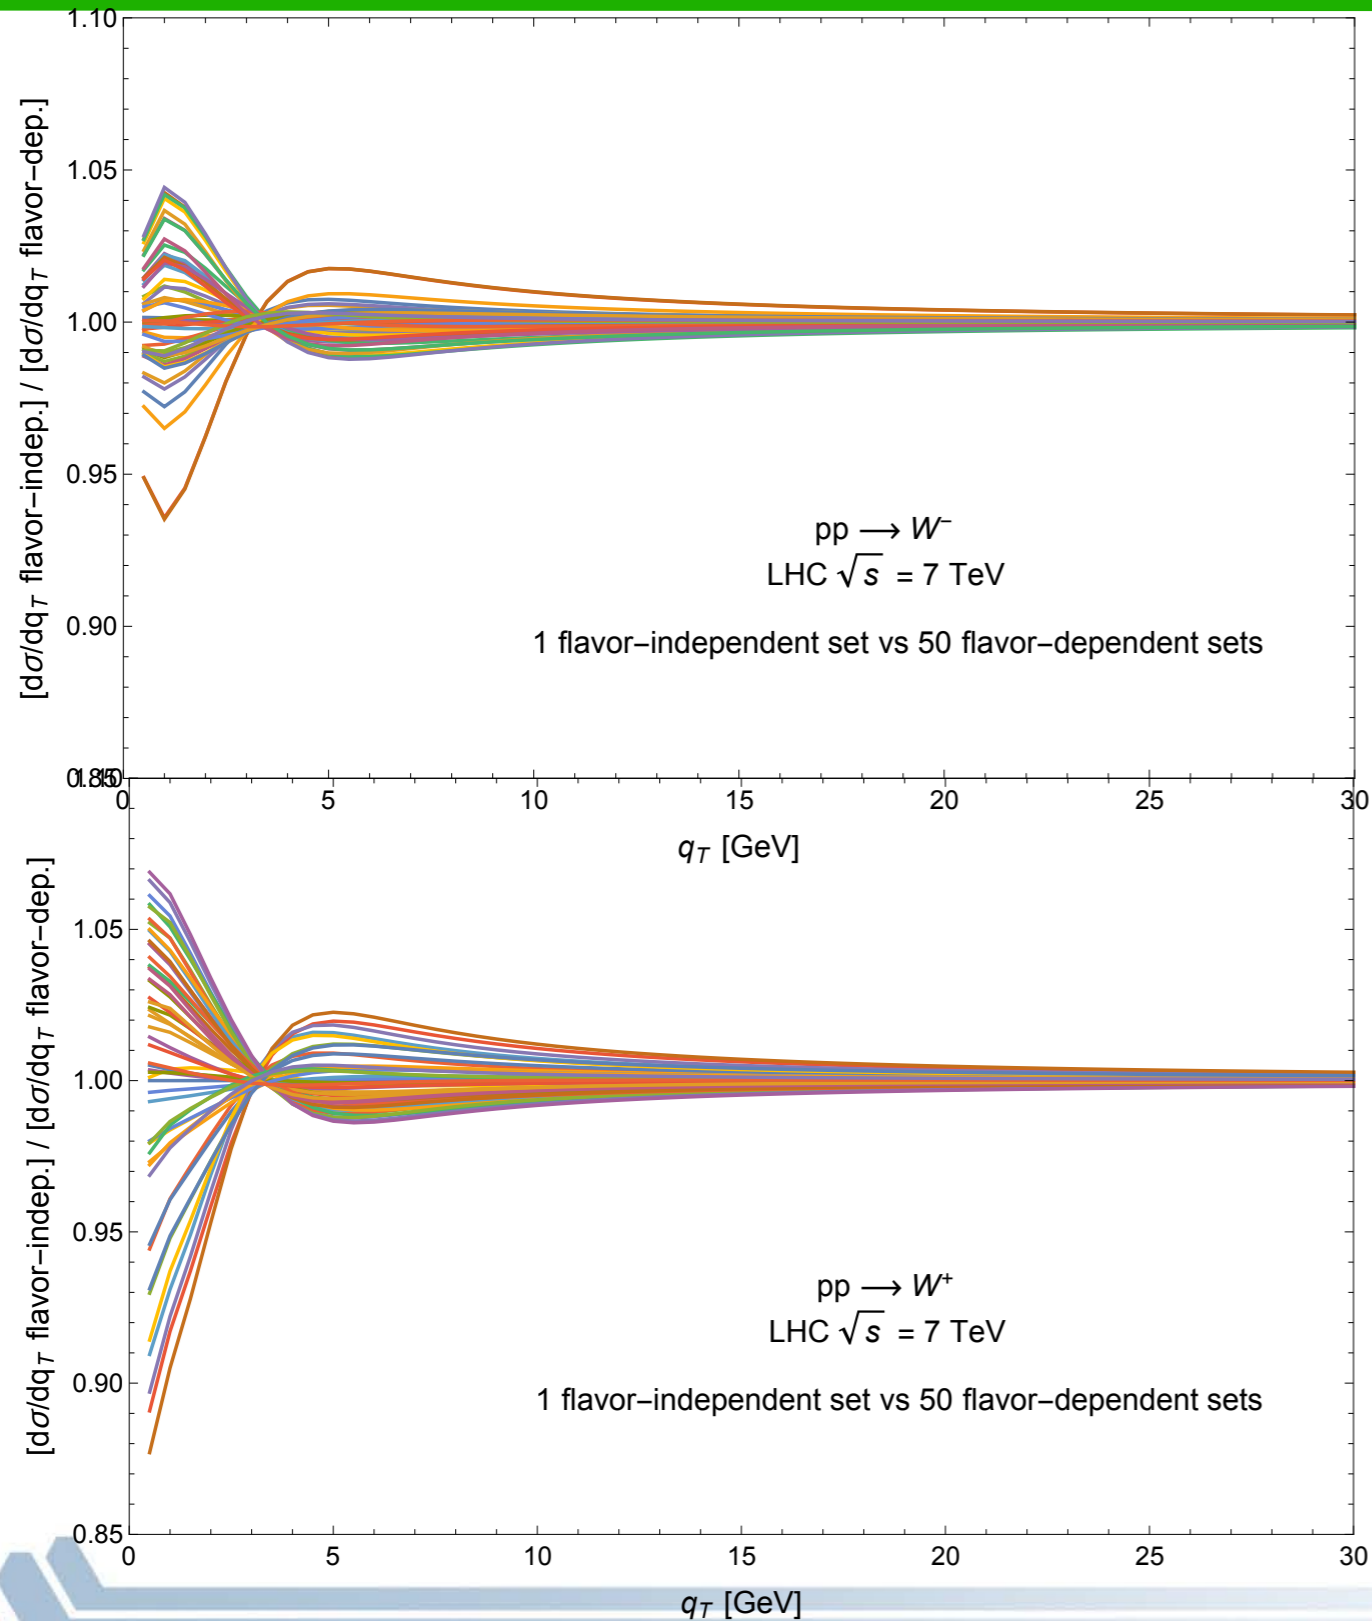 1.10
1.05
1.00
0.95
0.90
[dσ/dq_T flavor–indep.] / [dσ/dq_T flavor–dep.]
pp ⟶ W⁻
LHC √s = 7 TeV
1 flavor–independent set vs 50 flavor–dependent sets
0 5 10 15 20 25 30
q_T [GeV]
1.05
1.00
0.95
0.90
0.85
[dσ/dq_T flavor–indep.] / [dσ/dq_T flavor–dep.]
pp ⟶ W⁺
LHC √s = 7 TeV
1 flavor–independent set vs 50 flavor–dependent sets
0 5 10 15 20 25 30
q_T [GeV]